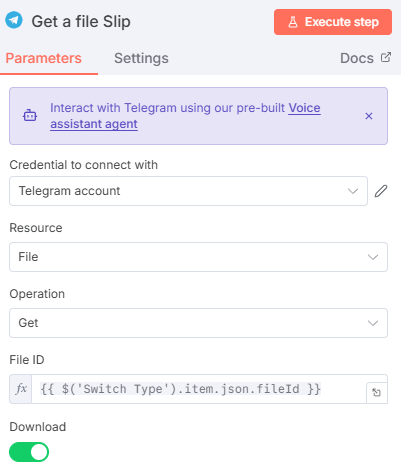 Get a file Slip
Execute step
Parameters
Settings
Docs
Interact with Telegram using our pre-built Voice
assistant agent
Credential to connect with
Telegram account
Resource
File
Operation
Get
File ID
fx
{{ $('Switch Type').item.json.fileId }}
Download